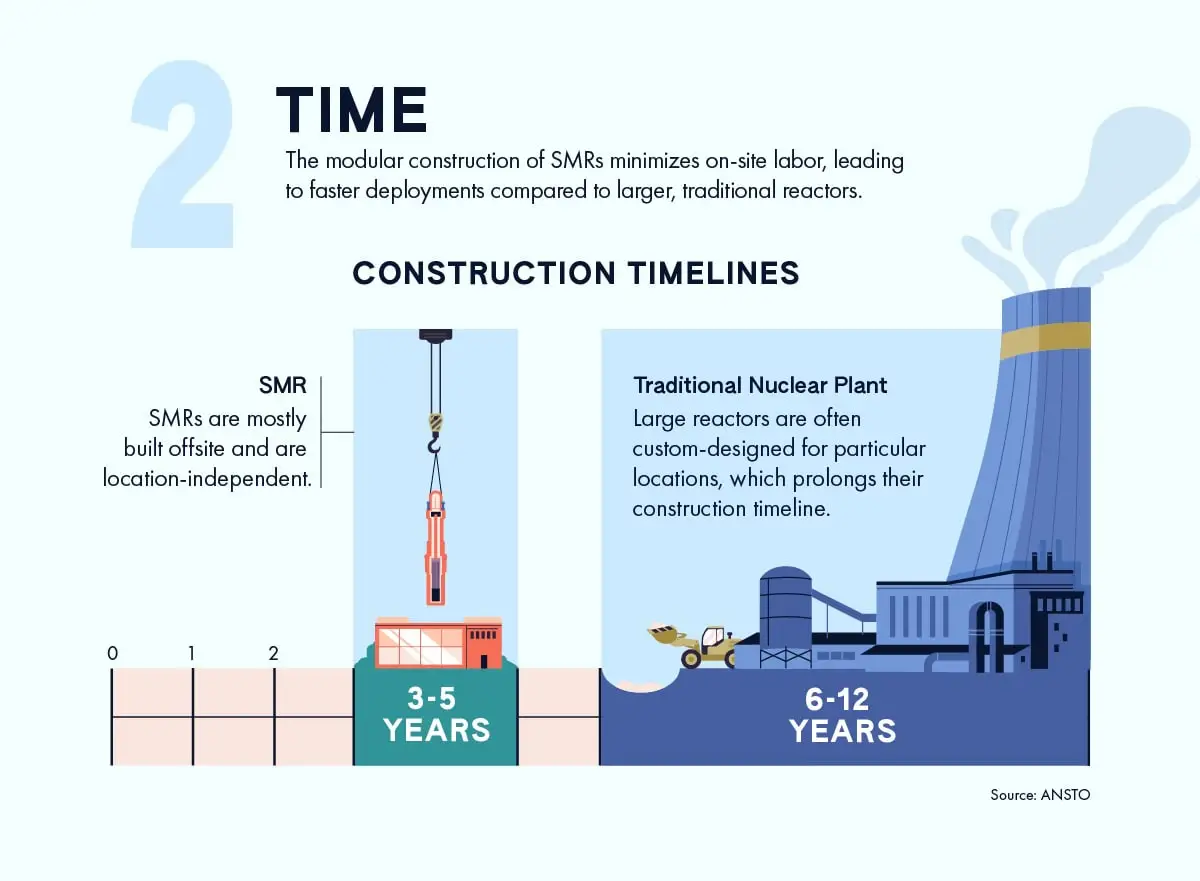 2
TIME
The modular construction of SMRs minimizes on-site labor, leading
to faster deployments compared to larger, traditional reactors.
CONSTRUCTION TIMELINES
SMR
SMRs are mostly
built offsite and are
location-independent.
Traditional Nuclear Plant
Large reactors are often
custom-designed for particular
locations, which prolongs their
construction timeline.
0 1 2
3-5
YEARS
6-12
YEARS
Source: ANSTO